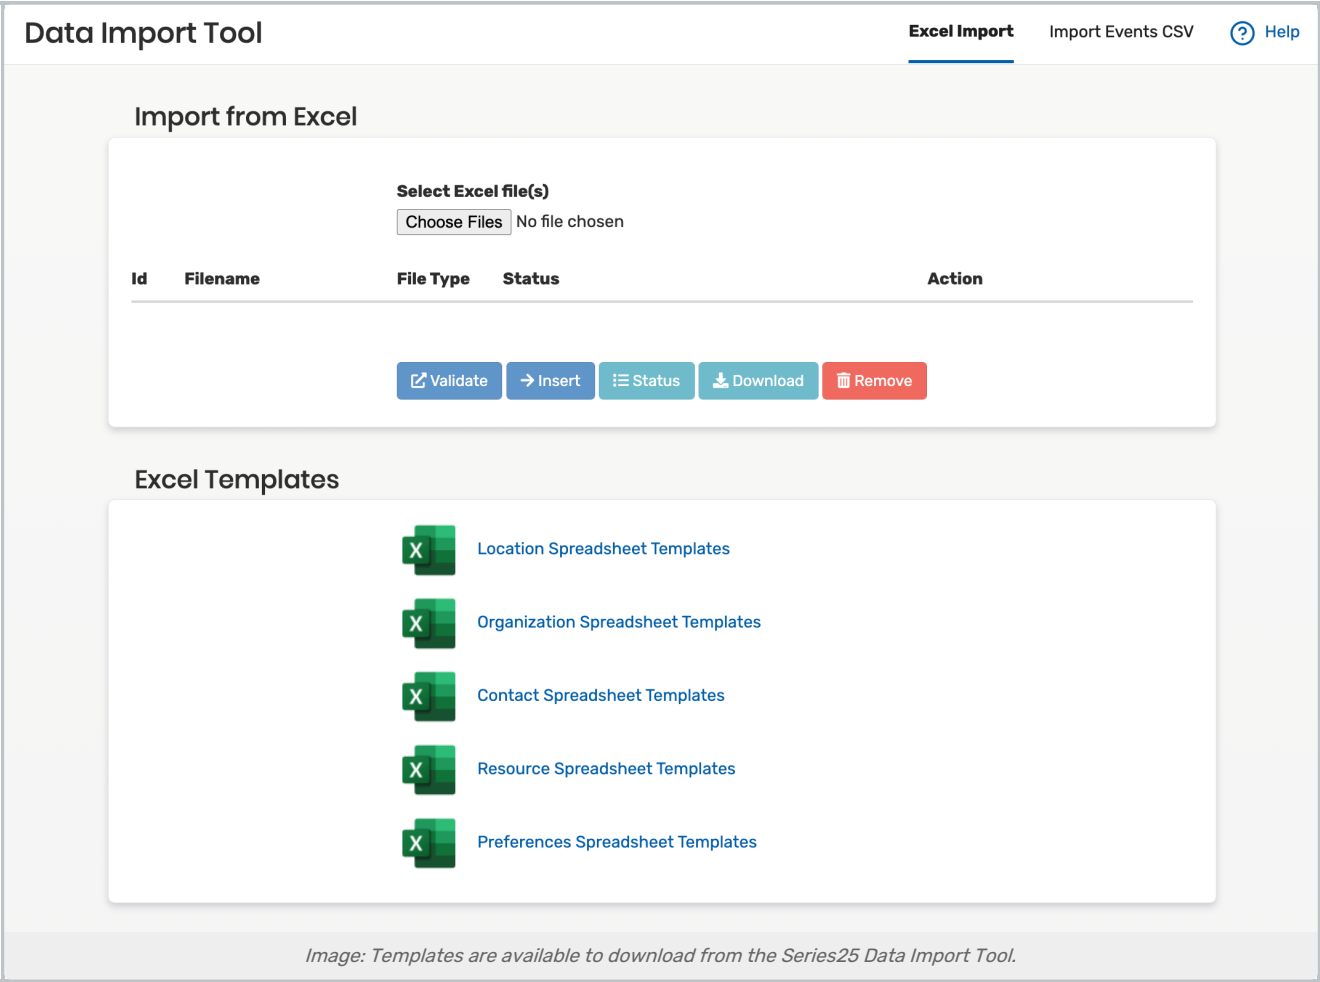 Data Import Tool
Excel Import
Import Events CSV
Help
Import from Excel
Select Excel file(s)
Choose Files No file chosen
Id Filename File Type Status Action
Validate Insert Status Download Remove
Excel Templates
Location Spreadsheet Templates
Organization Spreadsheet Templates
Contact Spreadsheet Templates
Resource Spreadsheet Templates
Preferences Spreadsheet Templates
Image: Templates are available to download from the Series25 Data Import Tool.